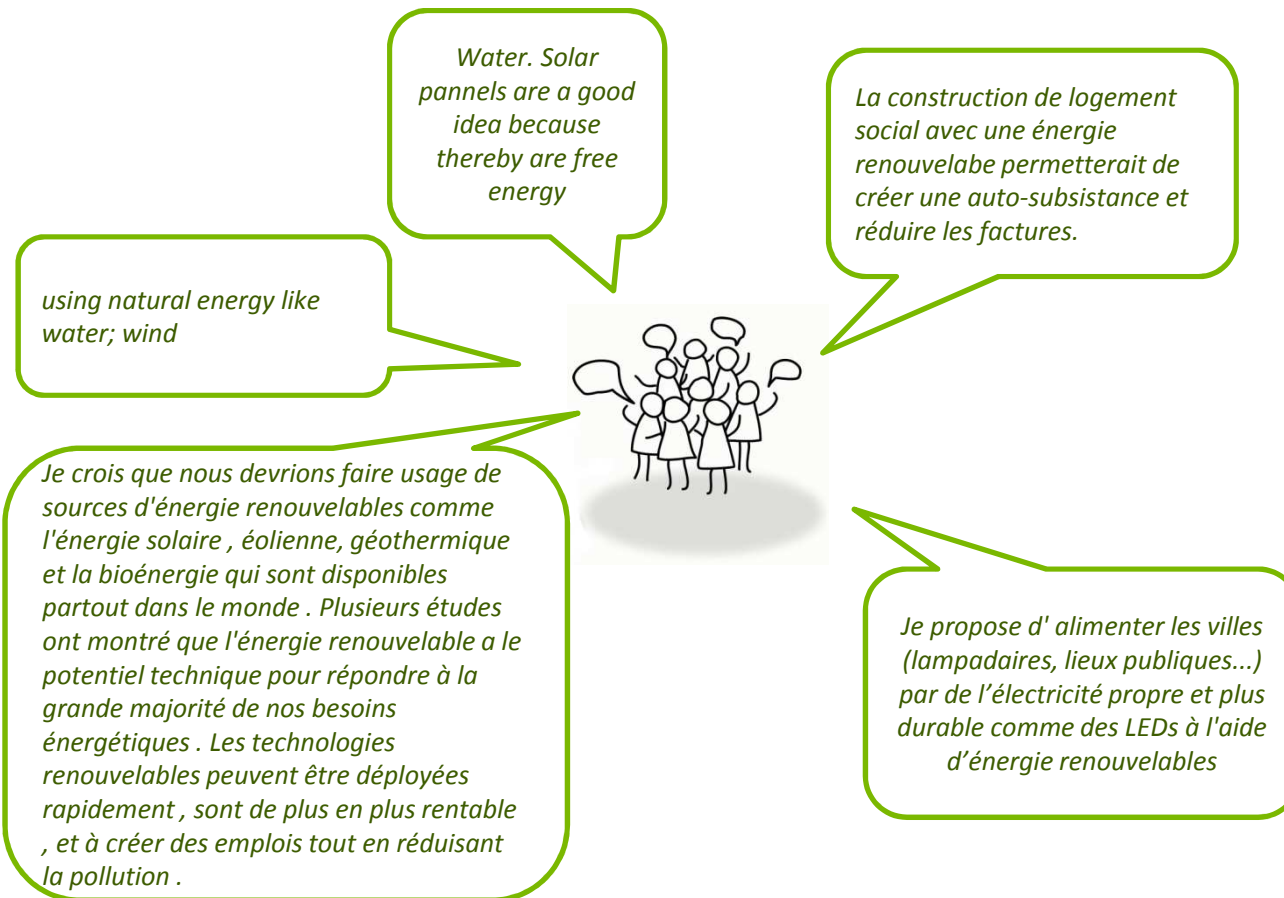 Water. Solar
pannels are a good
idea because
thereby are free
energy
La construction de logement
social avec une énergie
renouvelabe permetterait de
créer une auto-subsistance et
réduire les factures.
using natural energy like
water; wind
Je crois que nous devrions faire usage de
sources d'énergie renouvelables comme
l'énergie solaire , éolienne, géothermique
et la bioénergie qui sont disponibles
partout dans le monde . Plusieurs études
ont montré que l'énergie renouvelable a le
potentiel technique pour répondre à la
grande majorité de nos besoins
énergétiques . Les technologies
renouvelables peuvent être déployées
rapidement , sont de plus en plus rentable
, et à créer des emplois tout en réduisant
la pollution .
Je propose d' alimenter les villes
(lampadaires, lieux publiques...)
par de l’électricité propre et plus
durable comme des LEDs à l'aide
d’énergie renouvelables